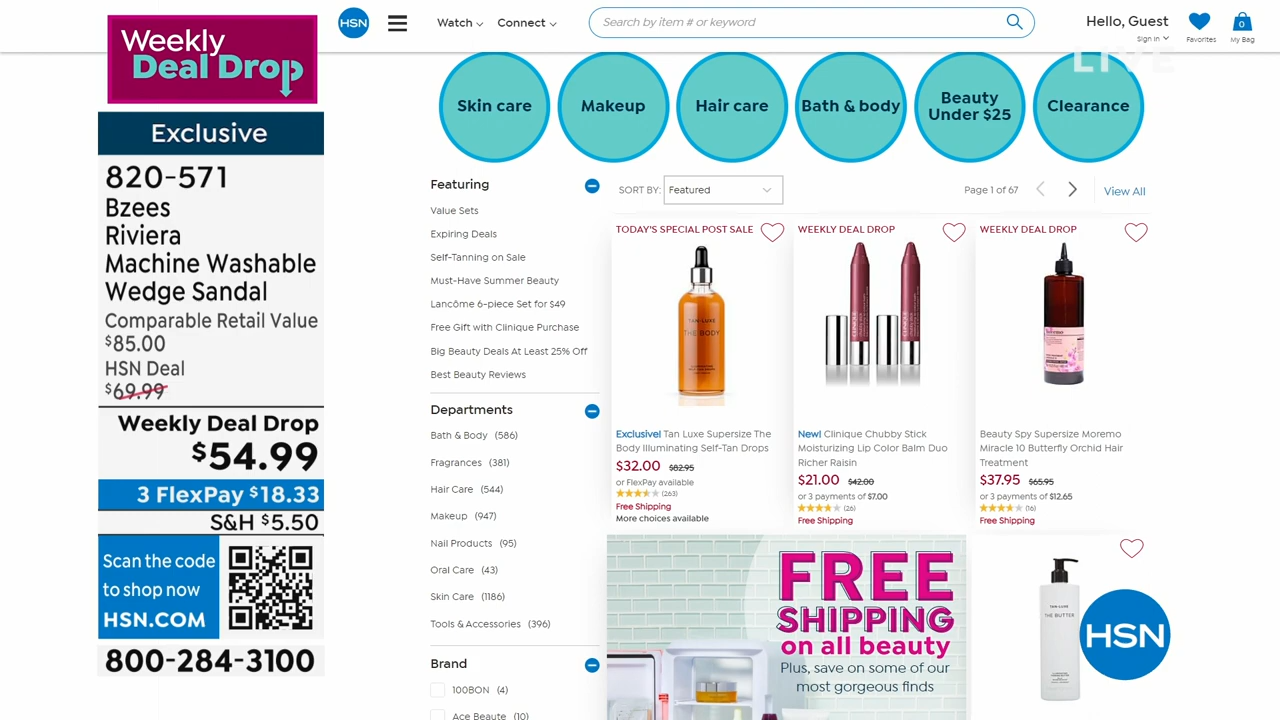 Weekly
Deal Drop
Exclusive
820-571
Bzees
Riviera
Machine Washable
Wedge Sandal
Comparable Retail Value
$85.00
HSN Deal
$69.99
Weekly Deal Drop
$54.99
3 FlexPay $18.33
S&H $5.50
Scan the code
to shop now
HSN.COM
800-284-3100
HSN
Watch
Connect
Search by item # or keyword
Hello, Guest
Sign In
Favorites
0
My Bag
LIVE
Skin care
Makeup
Hair care
Bath & body
Beauty
Under $25
Clearance
Featuring
Value Sets
Expiring Deals
Self-Tanning on Sale
Must-Have Summer Beauty
Lancôme 6-piece Set for $49
Free Gift with Clinique Purchase
Big Beauty Deals At Least 25% Off
Best Beauty Reviews
Departments
Bath & Body (586)
Fragrances (381)
Hair Care (544)
Makeup (947)
Nail Products (95)
Oral Care (43)
Skin Care (1186)
Tools & Accessories (396)
Brand
100BON (4)
Ace Beaute (10)
SORT BY: Featured
Page 1 of 67
View All
TODAY'S SPECIAL POST SALE
TAN-LUXE
THE BODY
Exclusive! Tan Luxe Supersize The
Body Illuminating Self-Tan Drops
$32.00 $82.95
or FlexPay available
(263)
Free Shipping
More choices available
WEEKLY DEAL DROP
New! Clinique Chubby Stick
Moisturizing Lip Color Balm Duo
Richer Raisin
$21.00 $42.00
or 3 payments of $7.00
(26)
Free Shipping
WEEKLY DEAL DROP
Beauty Spy Supersize Moremo
Miracle 10 Butterfly Orchid Hair
Treatment
$37.95 $65.95
or 3 payments of $12.65
(16)
Free Shipping
FREE
SHIPPING
on all beauty
Plus, save on some of our
most gorgeous finds
TAN-LUXE
THE BUTTER
HSN